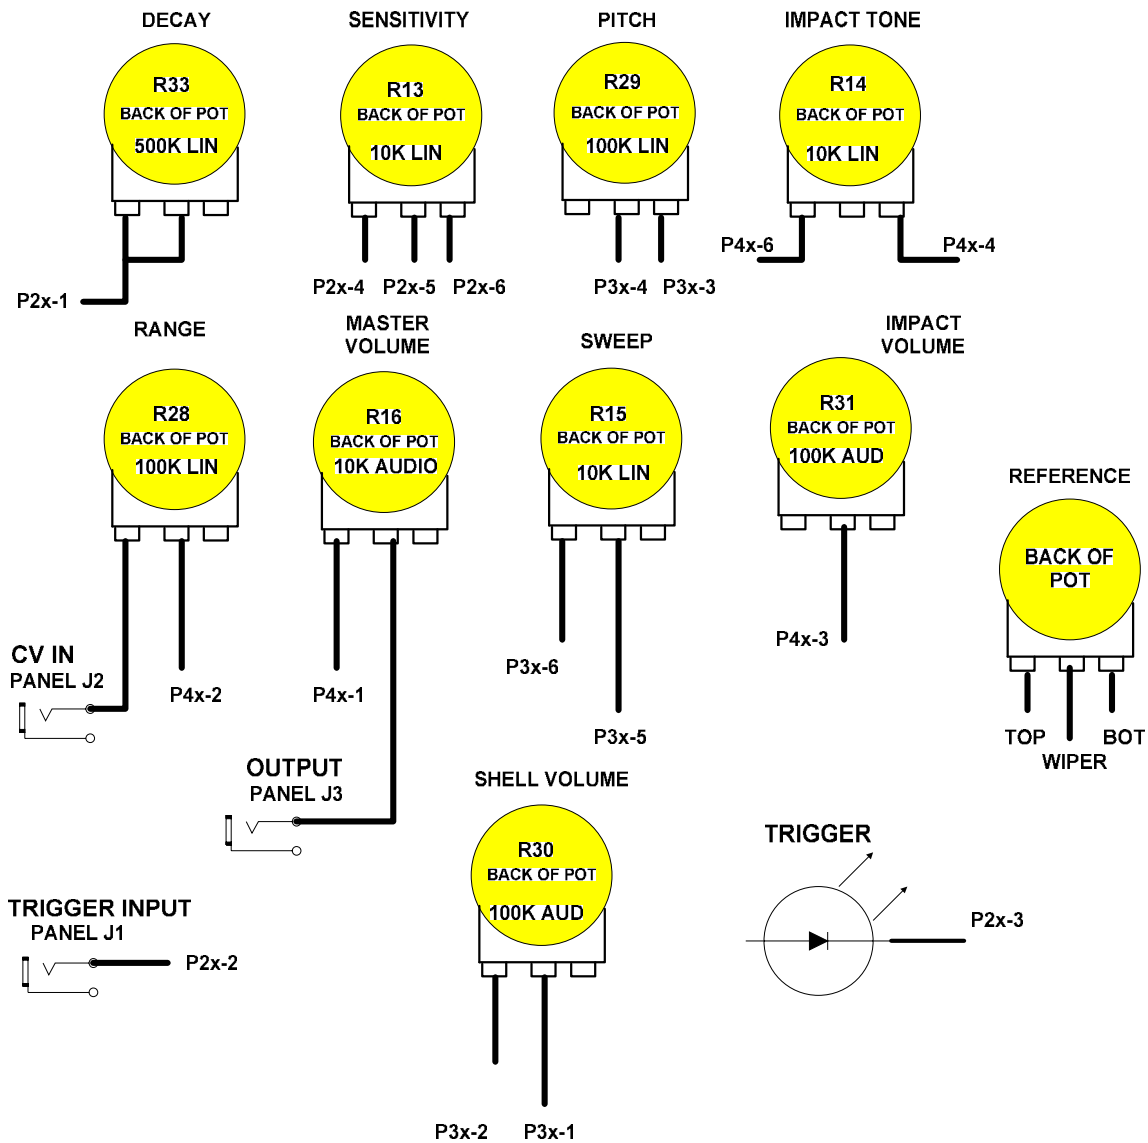 DECAY
R33
BACK OF POT
500K LIN
P2x-1
SENSITIVITY
R13
BACK OF POT
10K LIN
P2x-4
P2x-5
P2x-6
PITCH
R29
BACK OF POT
100K LIN
P3x-4
P3x-3
IMPACT TONE
R14
BACK OF POT
10K LIN
P4x-6
P4x-4
RANGE
R28
BACK OF POT
100K LIN
CV IN
PANEL J2
P4x-2
MASTER
VOLUME
R16
BACK OF POT
10K AUDIO
P4x-1
OUTPUT
PANEL J3
SWEEP
R15
BACK OF POT
10K LIN
P3x-6
P3x-5
IMPACT
VOLUME
R31
BACK OF POT
100K AUD
P4x-3
REFERENCE
BACK OF
POT
TOP
WIPER
BOT
SHELL VOLUME
R30
BACK OF POT
100K AUD
P3x-2
P3x-1
TRIGGER
P2x-3
TRIGGER INPUT
PANEL J1
P2x-2